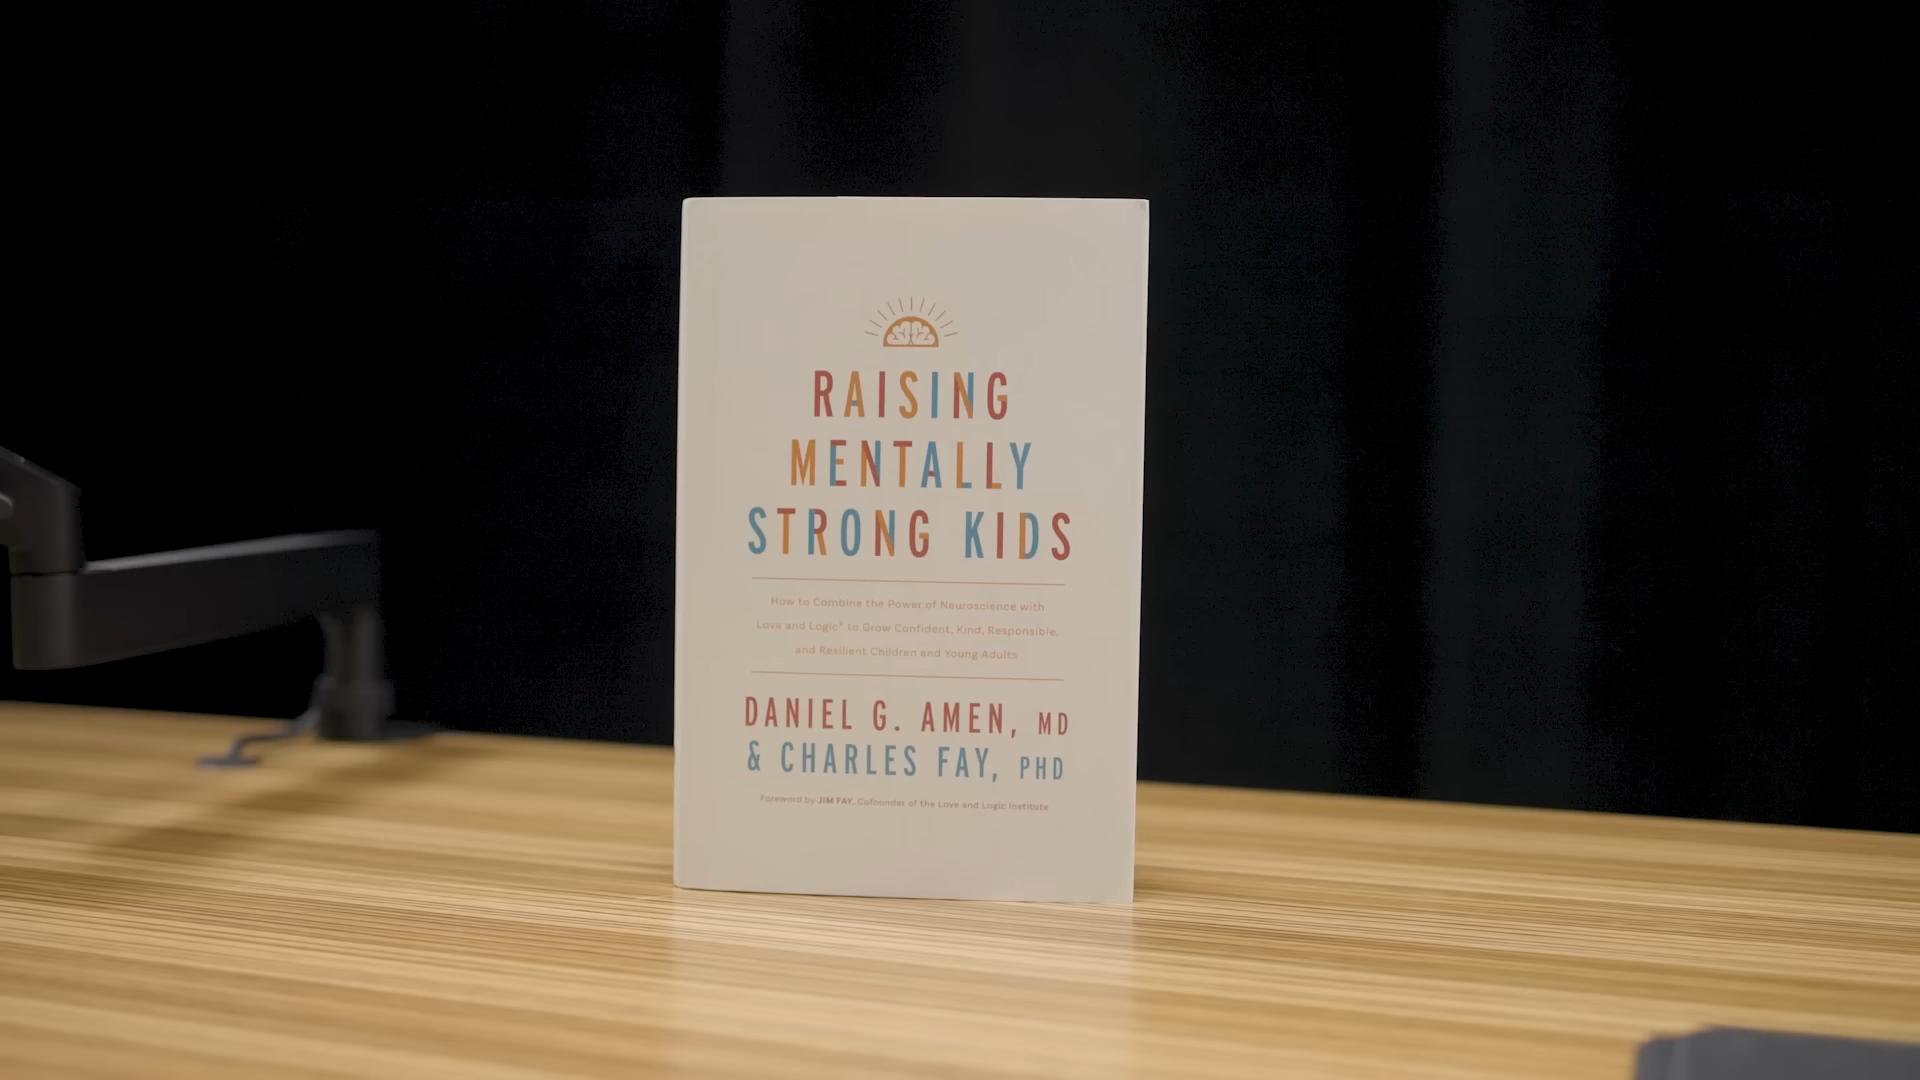 RAISING
MENTALLY
STRONG KIDS
How to Combine the Power of Neuroscience with
Love and Logic® to Grow Confident, Kind, Responsible,
and Resilient Children and Young Adults
DANIEL G. AMEN, MD
& CHARLES FAY, PHD
Foreword by JIM FAY, Cofounder of the Love and Logic Institute